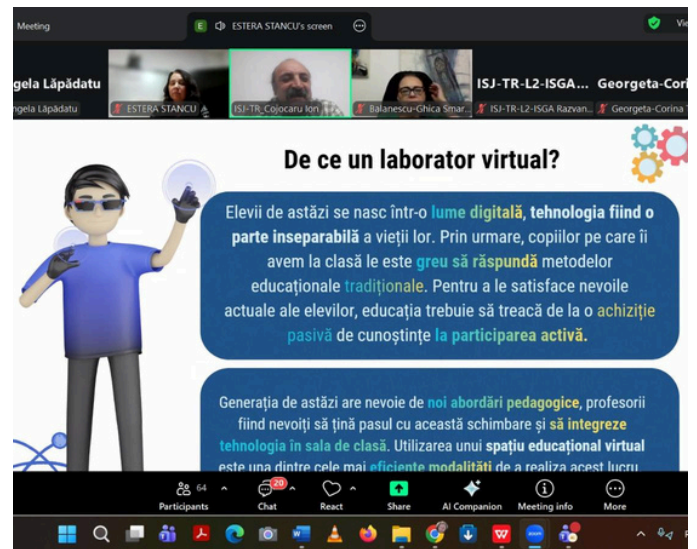 Meeting
E
ESTERA STANCU's screen
gela Lăpădatu
ngela Lăpădatu
ESTERA STANCU
ISJ-TR_Cojocaru Ion
Balanescu-Ghica Smar...
ISJ-TR-L2-ISGA...
ISJ-TR-L2-ISGA Razvan...
Georgeta-Cori
Georgeta-Corina
De ce un laborator virtual?
Elevii de astăzi se nasc într-o lume digitală, tehnologia fiind o
parte inseparabilă a vieții lor. Prin urmare, copiilor pe care îi
avem la clasă le este greu să răspundă metodelor
educaționale tradiționale. Pentru a le satisface nevoile
actuale ale elevilor, educația trebuie să treacă de la o achiziție
pasivă de cunoștințe la participarea activă.
Generația de astăzi are nevoie de noi abordări pedagogice, profesorii
fiind nevoiți să țină pasul cu această schimbare și să integreze
tehnologia în sala de clasă. Utilizarea unui spațiu educațional virtual
este una dintre cele mai eficiente modalități de a realiza acest lucru
64
20
Participants
Chat
React
Share
AI Companion
Meeting info
More